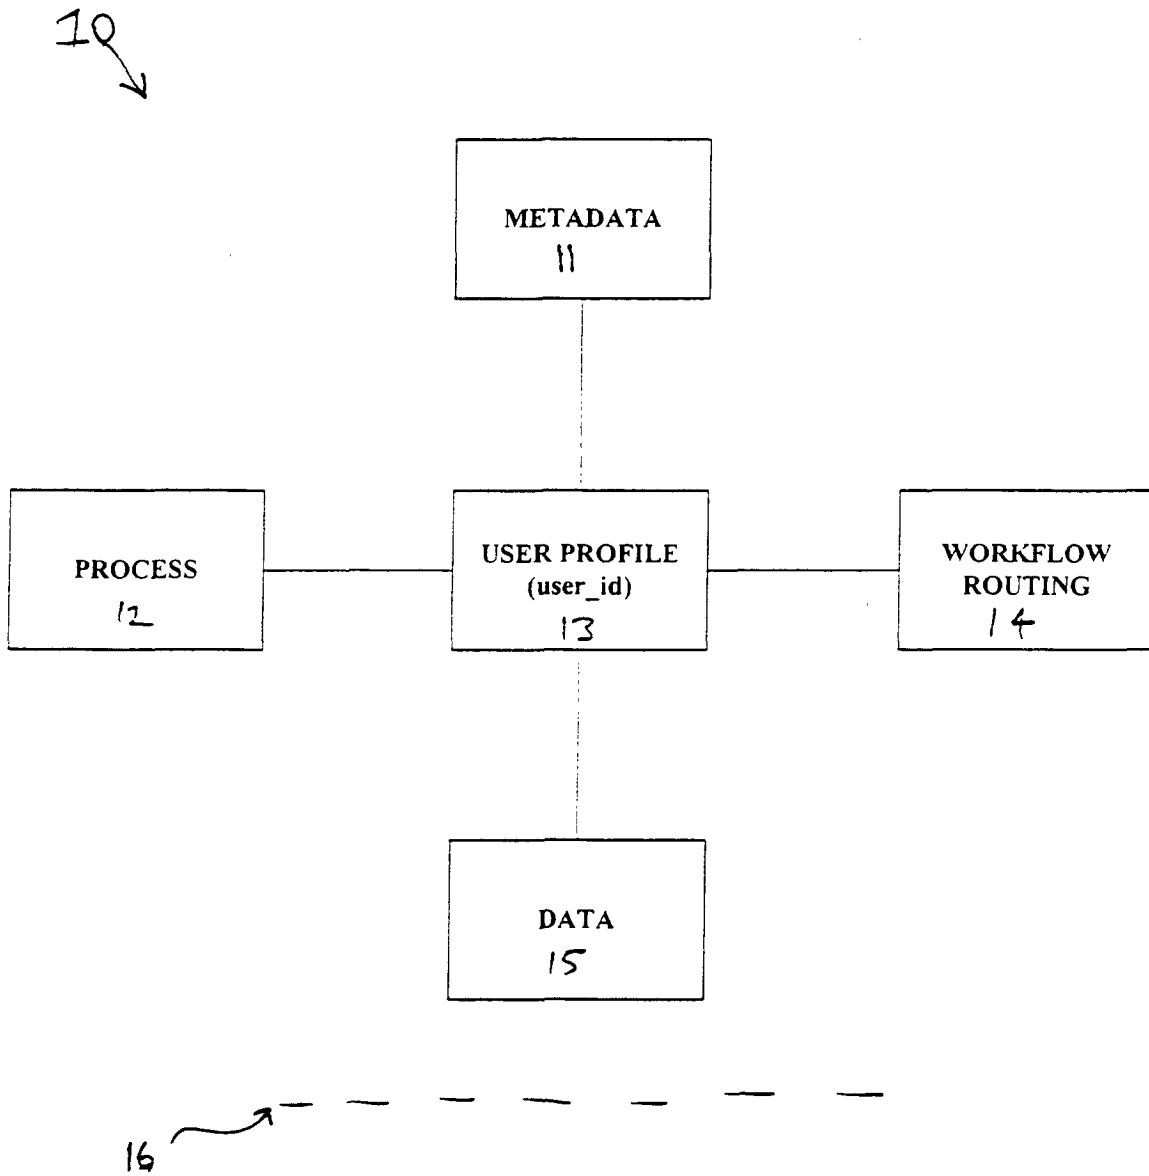 10
METADATA
11
PROCESS
12
USER PROFILE
(user_id)
13
WORKFLOW
ROUTING
14
DATA
15
16